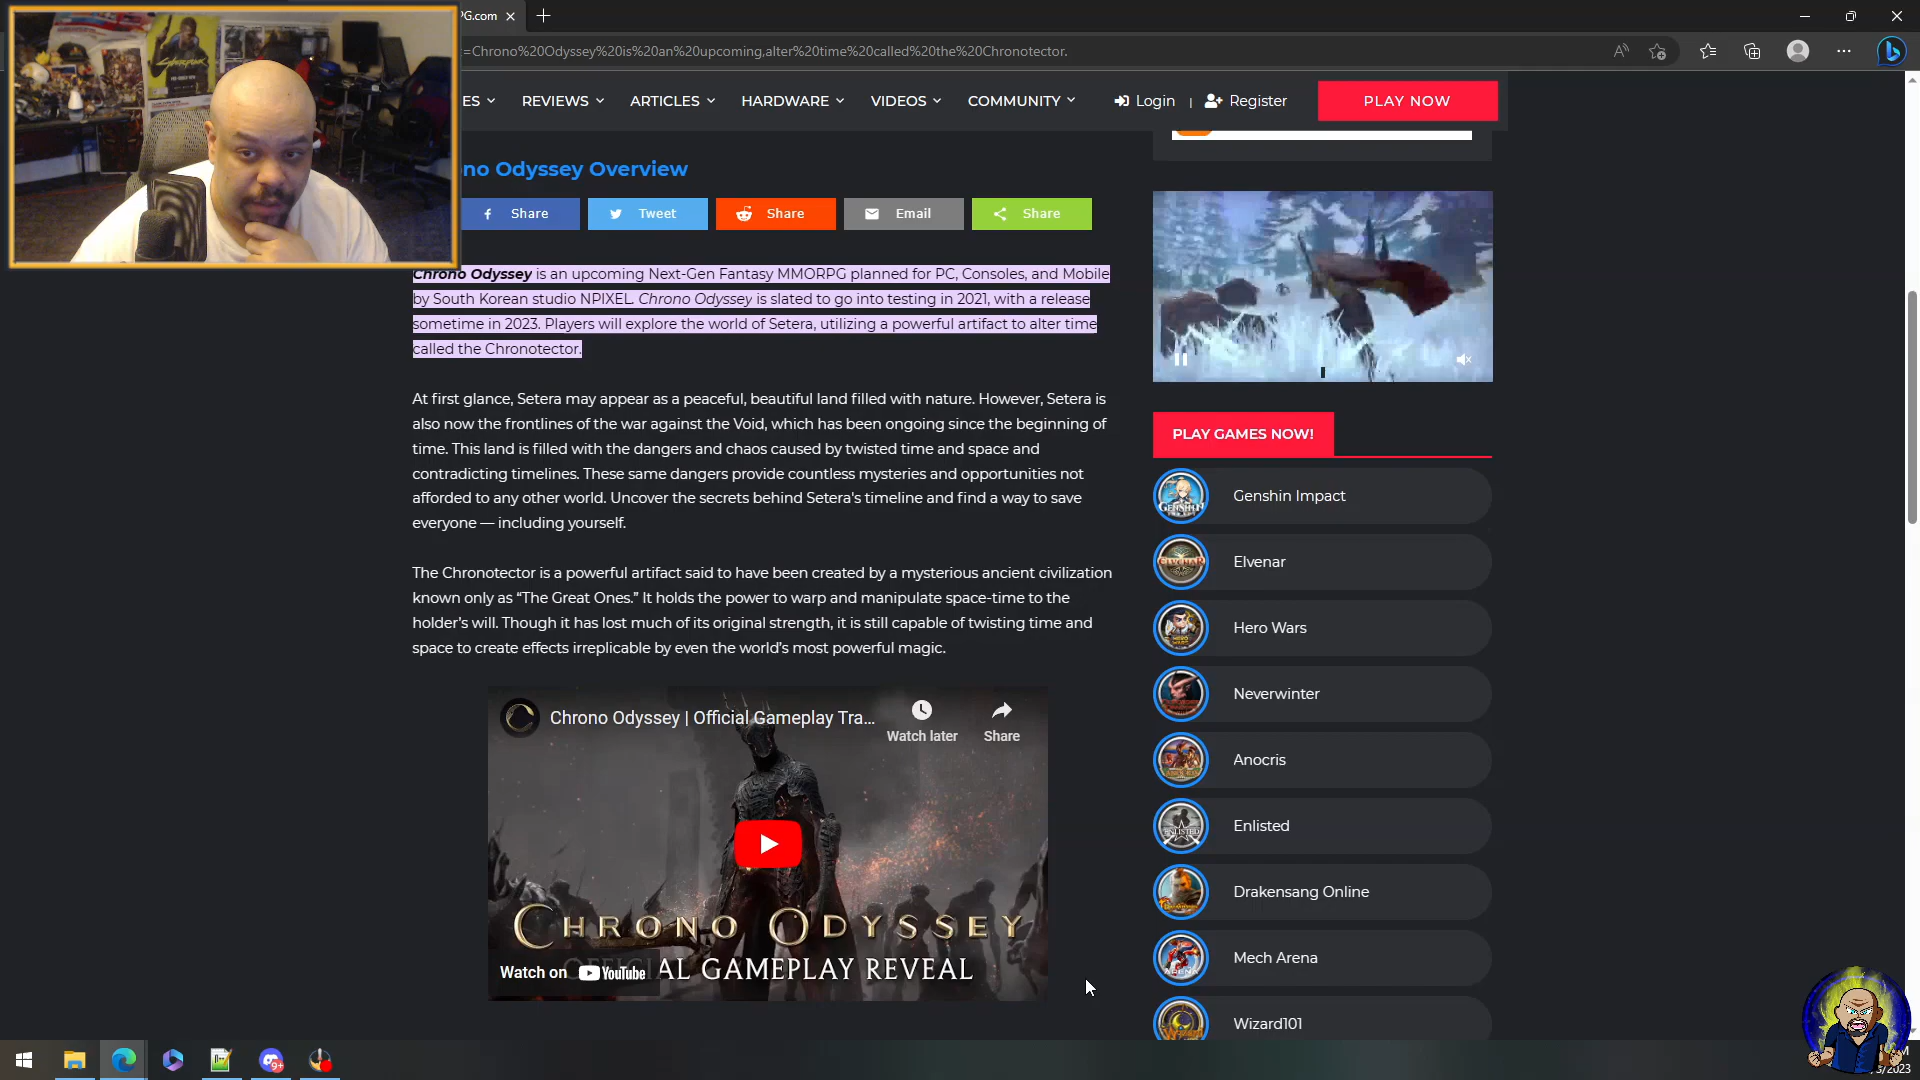 PG.com
=Chrono%20Odyssey%20is%20an%20upcoming,alter%20time%20called%20the%20Chronotector.
ES REVIEWS ARTICLES HARDWARE VIDEOS COMMUNITY Login | Register PLAY NOW
no Odyssey Overview
Share Tweet Share Email Share
Chrono Odyssey is an upcoming Next-Gen Fantasy MMORPG planned for PC, Consoles, and Mobile
by South Korean studio NPIXEL. Chrono Odyssey is slated to go into testing in 2021, with a release
sometime in 2023. Players will explore the world of Setera, utilizing a powerful artifact to alter time
called the Chronotector.
At first glance, Setera may appear as a peaceful, beautiful land filled with nature. However, Setera is
also now the frontlines of the war against the Void, which has been ongoing since the beginning of
time. This land is filled with the dangers and chaos caused by twisted time and space and
contradicting timelines. These same dangers provide countless mysteries and opportunities not
afforded to any other world. Uncover the secrets behind Setera's timeline and find a way to save
everyone — including yourself.
The Chronotector is a powerful artifact said to have been created by a mysterious ancient civilization
known only as “The Great Ones.” It holds the power to warp and manipulate space-time to the
holder’s will. Though it has lost much of its original strength, it is still capable of twisting time and
space to create effects irreplicable by even the world’s most powerful magic.
Chrono Odyssey | Official Gameplay Tra...
Watch later
Share
CHRONO ODYSSEY
AL GAMEPLAY REVEAL
Watch on YouTube
PLAY GAMES NOW!
Genshin Impact
Elvenar
Hero Wars
Neverwinter
Anocris
Enlisted
Drakensang Online
Mech Arena
Wizard101
9+
3/2023